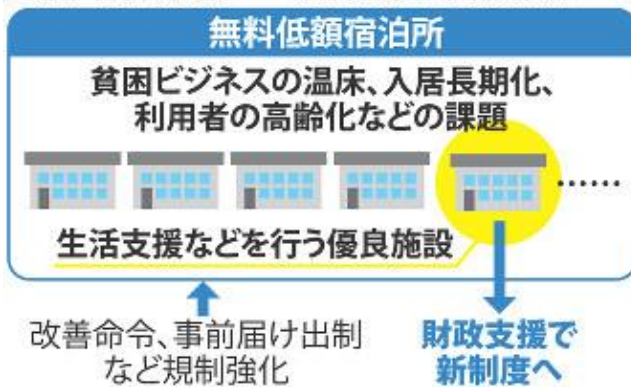 無料低額宿泊所
貧困ビジネスの温床、入居長期化、
利用者の高齢化などの課題
……
生活支援などを行う優良施設
改善命令、事前届け出制
など規制強化
財政支援で
新制度へ